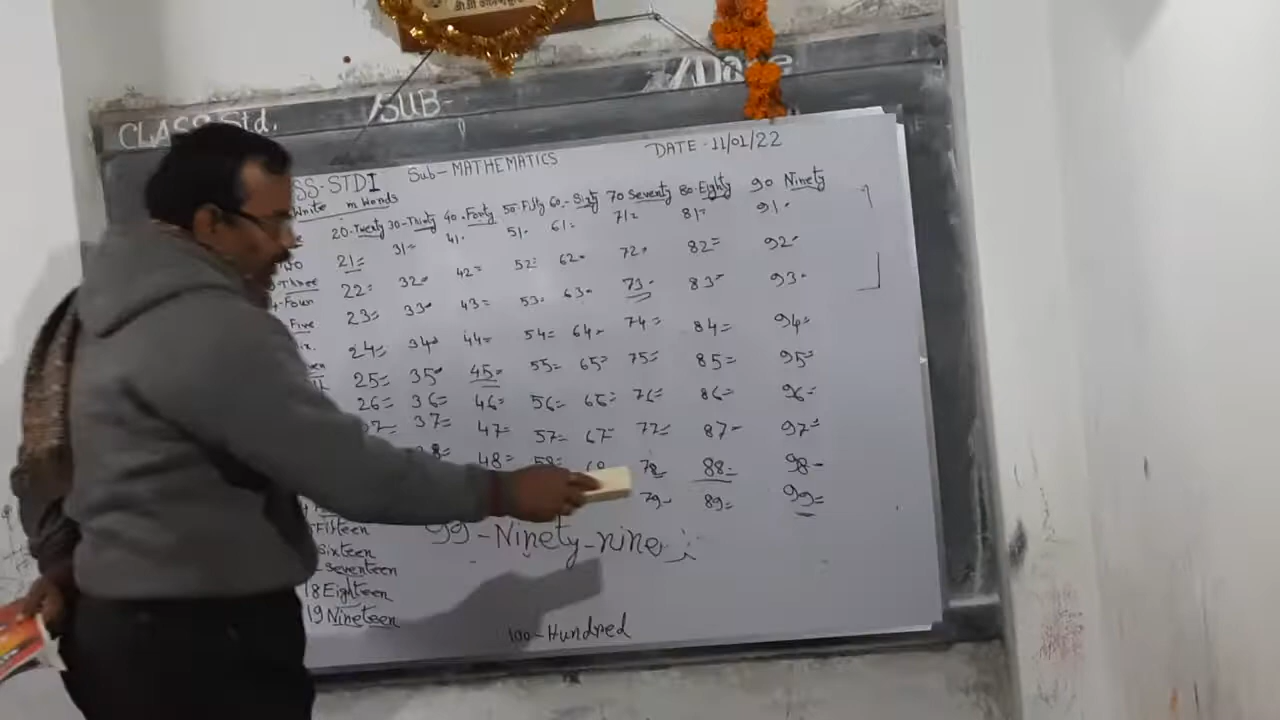 CLASS Std. /SUB- /Date
SS-STD I Sub-MATHEMATICS DATE-11/01/22
Write in Words
20-Twenty 30-Thirty 40-Forty 50-Fifty 60-Sixty 70 Seventy 80-Eighty 90 Ninety
21= 31= 41- 51- 61= 71= 81= 91-
22= 32- 42= 52= 62- 72- 82= 92-
Three
Four
23= 33- 43= 53- 63- 73- 83- 93-
Five
24= 34- 44= 54= 64- 74= 84= 94-
25= 35- 45- 55= 65= 75= 85= 95=
26= 36= 46= 56= 66= 76= 86= 96=
37= 47= 57= 67= 77= 87- 97=
48= 58= 78 88= 98-
79- 89= 99=
Fifteen
99-Ninety-nine
Sixteen
Seventeen
18 Eighteen
19 Nineteen
100-Hundred